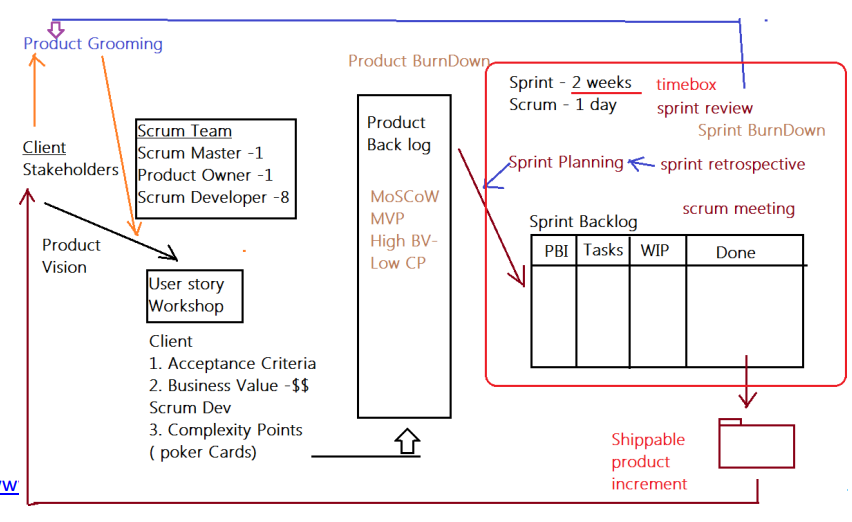 Product Grooming
Client
Stakeholders
Product
Vision
Scrum Team
Scrum Master -1
Product Owner -1
Scrum Developer -8
User story
Workshop
Client
1. Acceptance Criteria
2. Business Value -$$
Scrum Dev
3. Complexity Points
( poker Cards)
Product BurnDown
Product
Back log
MoSCoW
MVP
High BV-
Low CP
Sprint - 2 weeks
timebox
Scrum - 1 day
sprint review
Sprint BurnDown
Sprint Planning
sprint retrospective
scrum meeting
Sprint Backlog
PBI Tasks WIP Done
Shippable
product
increment